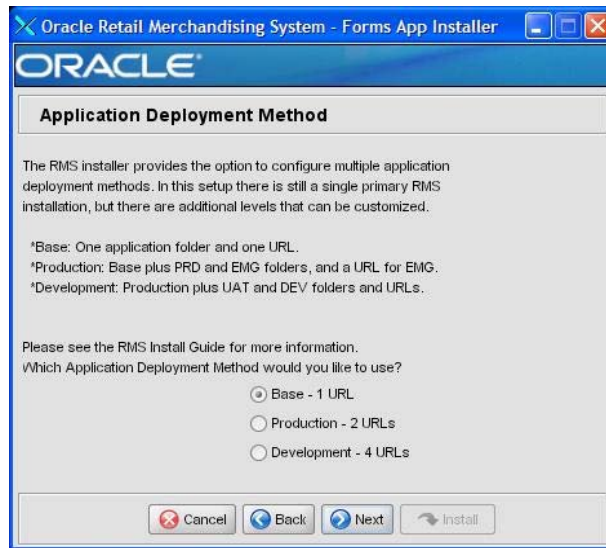 Oracle Retail Merchandising System - Forms App Installer
ORACLE
Application Deployment Method
The RMS installer provides the option to configure multiple application
deployment methods. In this setup there is still a single primary RMS
installation, but there are additional levels that can be customized.
*Base: One application folder and one URL.
*Production: Base plus PRD and EMG folders, and a URL for EMG.
*Development: Production plus UAT and DEV folders and URLs.
Please see the RMS Install Guide for more information.
Which Application Deployment Method would you like to use?
Base - 1 URL
Production - 2 URLs
Development - 4 URLs
Cancel Back Next Install